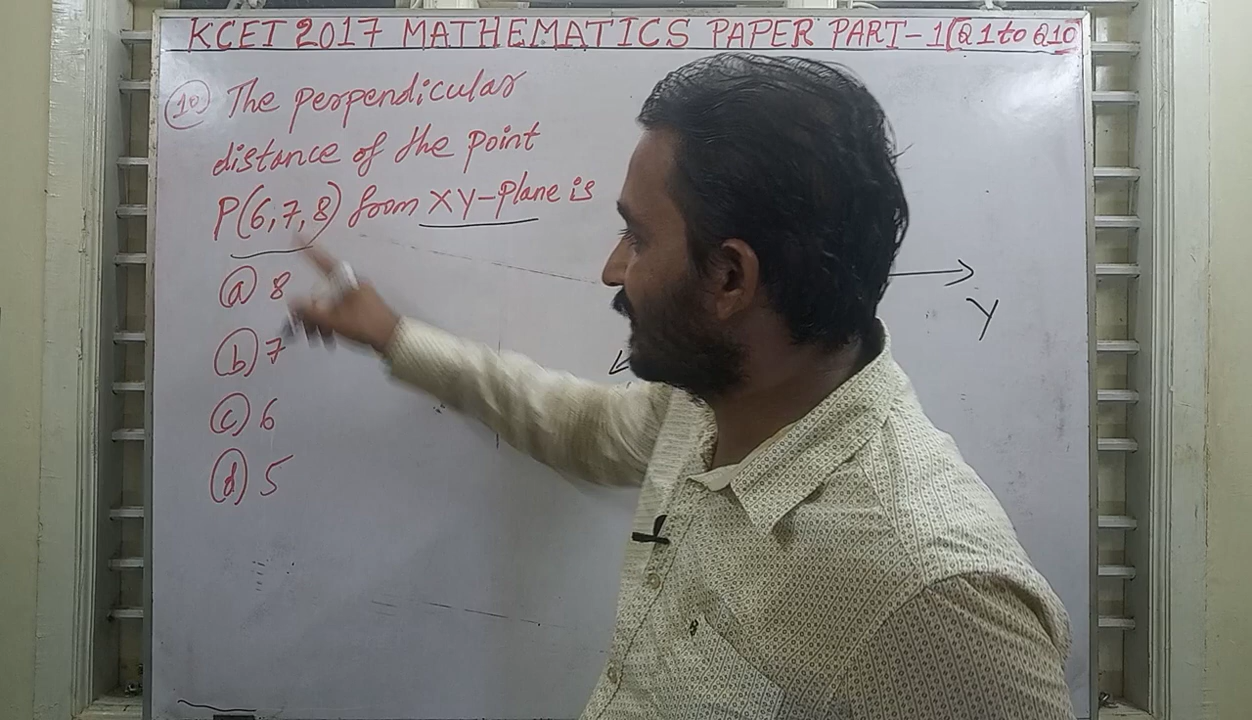 KCET 2017 MATHEMATICS PAPER PART-1[Q1 to Q10
10 The perpendicular
distance of the point
P(6,7,8) from XY-Plane is
a 8
b 7
c 6
d 5
Y